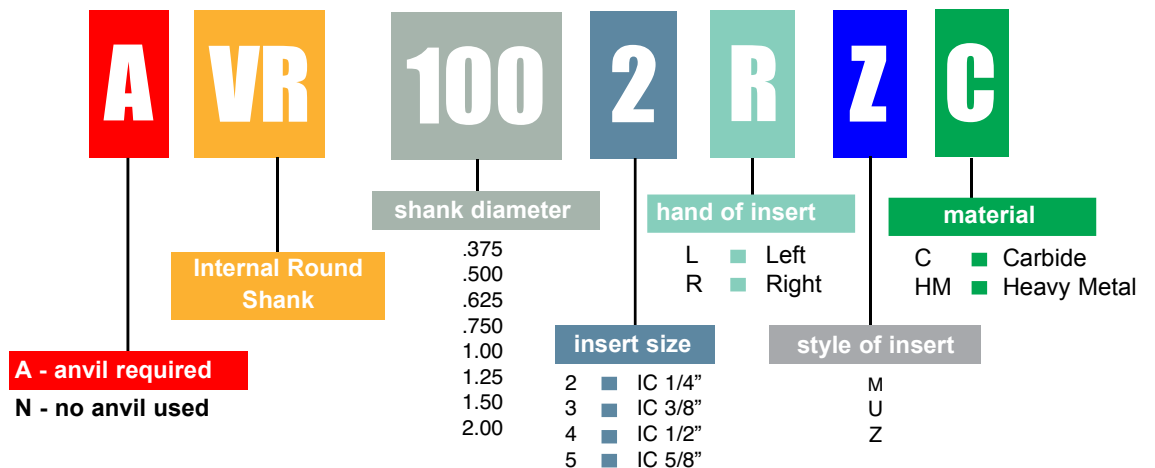 A VR 100 2 R Z C
shank diameter
.375
.500
.625
.750
1.00
1.25
1.50
2.00
hand of insert
L Left
R Right
material
C Carbide
HM Heavy Metal
Internal Round
Shank
insert size
2 IC 1/4”
3 IC 3/8”
4 IC 1/2”
5 IC 5/8”
style of insert
M
U
Z
A - anvil required
N - no anvil used